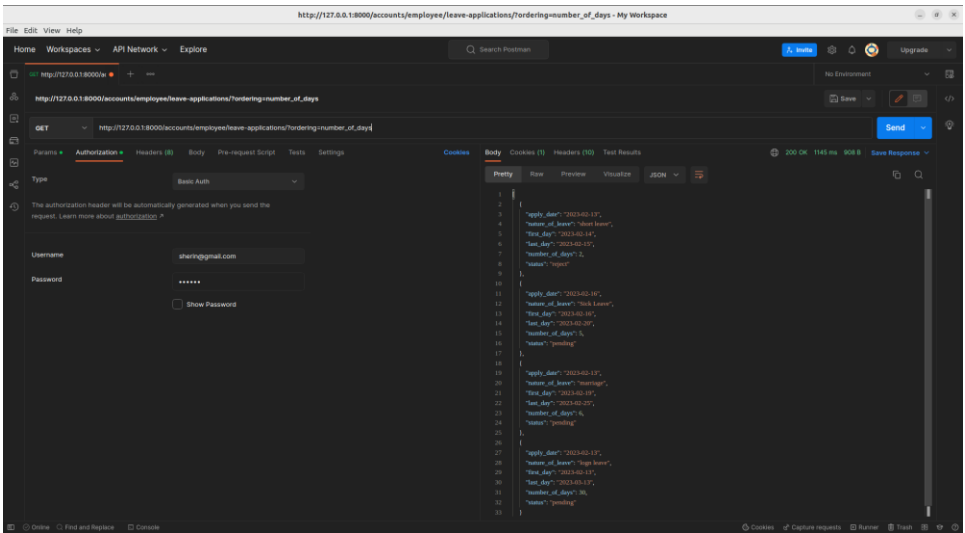 http://127.0.0.1:8000/accounts/employee/leave-applications/?ordering=number_of_days - My Workspace
File Edit View Help
Home Workspaces API Network Explore Search Postman Invite Upgrade
GET http://127.0.0.1:8000/ac No Environment
http://127.0.0.1:8000/accounts/employee/leave-applications/?ordering=number_of_days Save
GET http://127.0.0.1:8000/accounts/employee/leave-applications/?ordering=number_of_days Send
Params Authorization Headers (8) Body Pre-request Script Tests Settings Cookies
Type Basic Auth
The authorization header will be automatically generated when you send the
request. Learn more about authorization ↗
Username sherin@gmail.com
Password ••••••
Show Password
Body Cookies (1) Headers (10) Test Results 200 OK 1145 ms 908 B Save Response
Pretty Raw Preview Visualize JSON
1 [
2 {
3 "apply_date": "2023-02-13",
4 "nature_of_leave": "short leave",
5 "first_day": "2023-02-14",
6 "last_day": "2023-02-15",
7 "number_of_days": 2,
8 "status": "reject"
9 },
10 {
11 "apply_date": "2023-02-16",
12 "nature_of_leave": "Sick Leave",
13 "first_day": "2023-02-16",
14 "last_day": "2023-02-20",
15 "number_of_days": 5,
16 "status": "pending"
17 },
18 {
19 "apply_date": "2023-02-13",
20 "nature_of_leave": "marriage",
21 "first_day": "2023-02-19",
22 "last_day": "2023-02-25",
23 "number_of_days": 6,
24 "status": "pending"
25 },
26 {
27 "apply_date": "2023-02-13",
28 "nature_of_leave": "logn leave",
29 "first_day": "2023-02-13",
30 "last_day": "2023-03-13",
31 "number_of_days": 30,
32 "status": "pending"
33 }
Online Find and Replace Console Cookies Capture requests Runner Trash